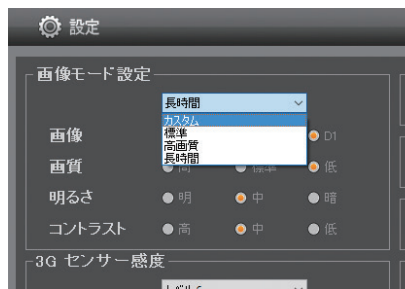 設定
画像モード設定
長時間
カスタム
標準
高画質
長時間
画像 D1
画質 低
明るさ 明 中 暗
コントラスト 高 中 低
3G センサー感度